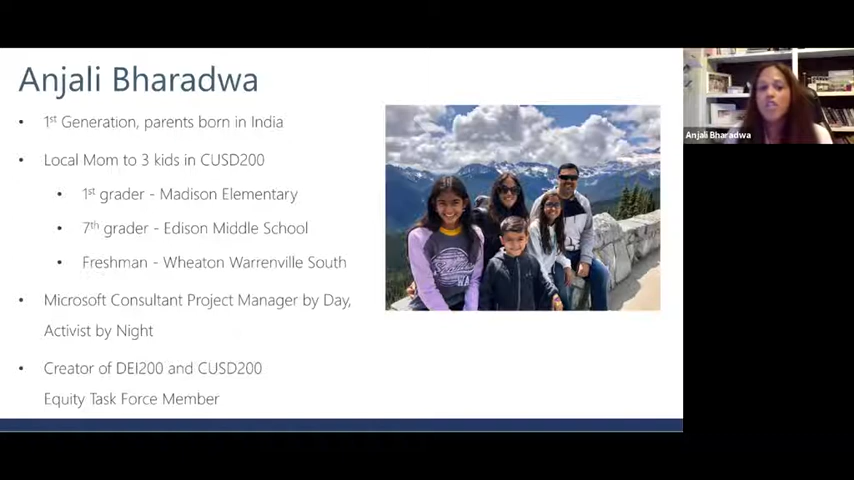 Anjali Bharadwa
• 1st Generation, parents born in India
• Local Mom to 3 kids in CUSD200
• 1st grader - Madison Elementary
• 7th grader - Edison Middle School
• Freshman - Wheaton Warrenville South
• Microsoft Consultant Project Manager by Day,
Activist by Night
• Creator of DEI200 and CUSD200
Equity Task Force Member
Anjali Bharadwa